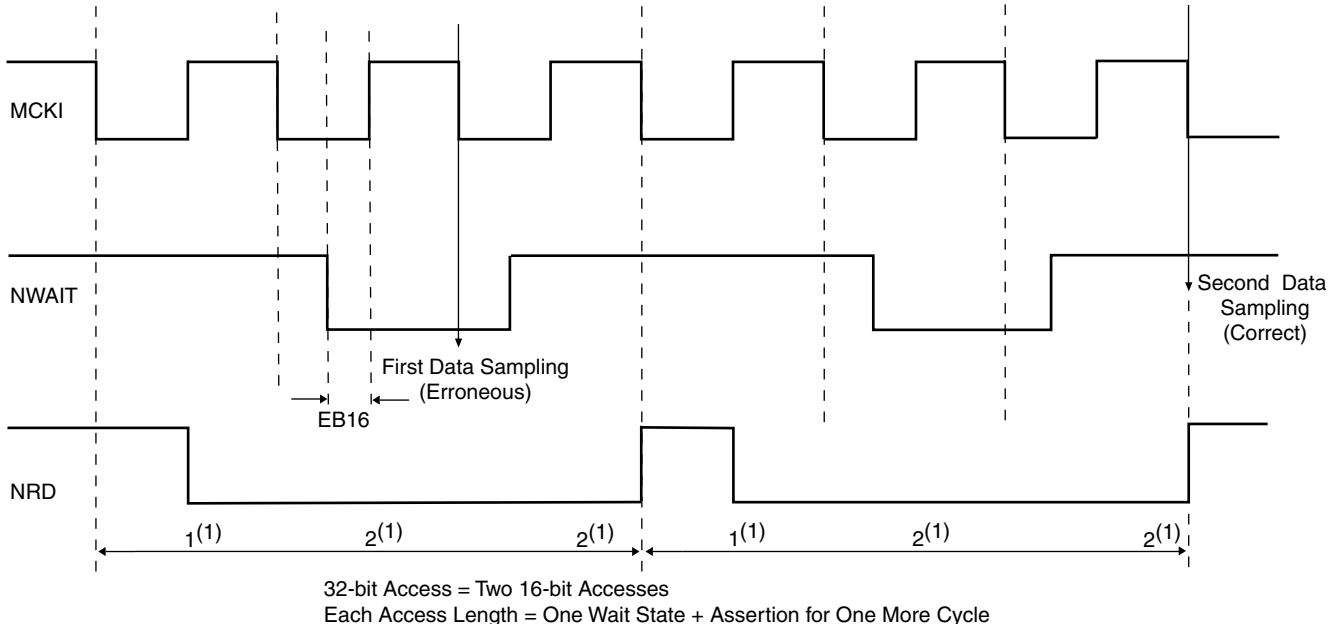 MCKI
NWAIT
Second Data
Sampling
(Correct)
First Data Sampling
(Erroneous)
EB16
NRD
1(1) 2(1) 2(1) 1(1) 2(1) 2(1)
32-bit Access = Two 16-bit Accesses
Each Access Length = One Wait State + Assertion for One More Cycle